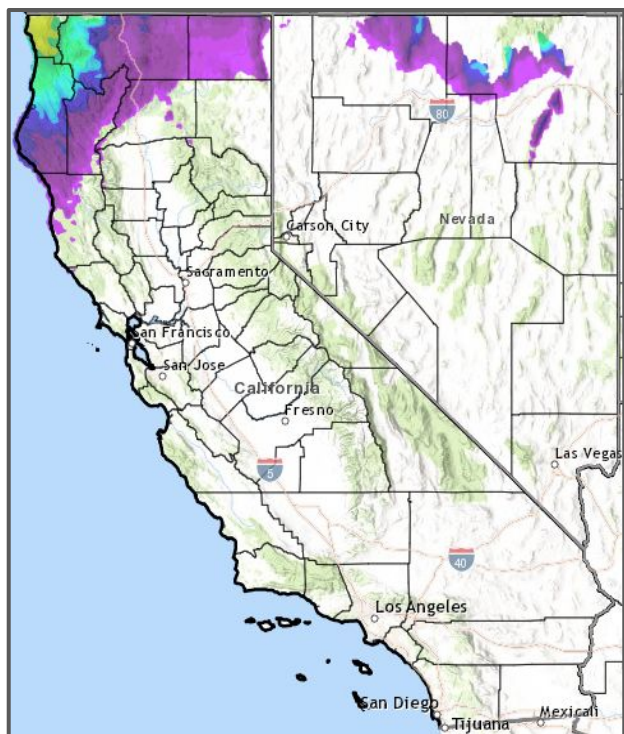 80
Carson City
Nevada
Sacramento
San Francisco
San Jose
California
Fresno
5
Las Vegas
40
Los Angeles
San Diego
Tijuana
Mexicali